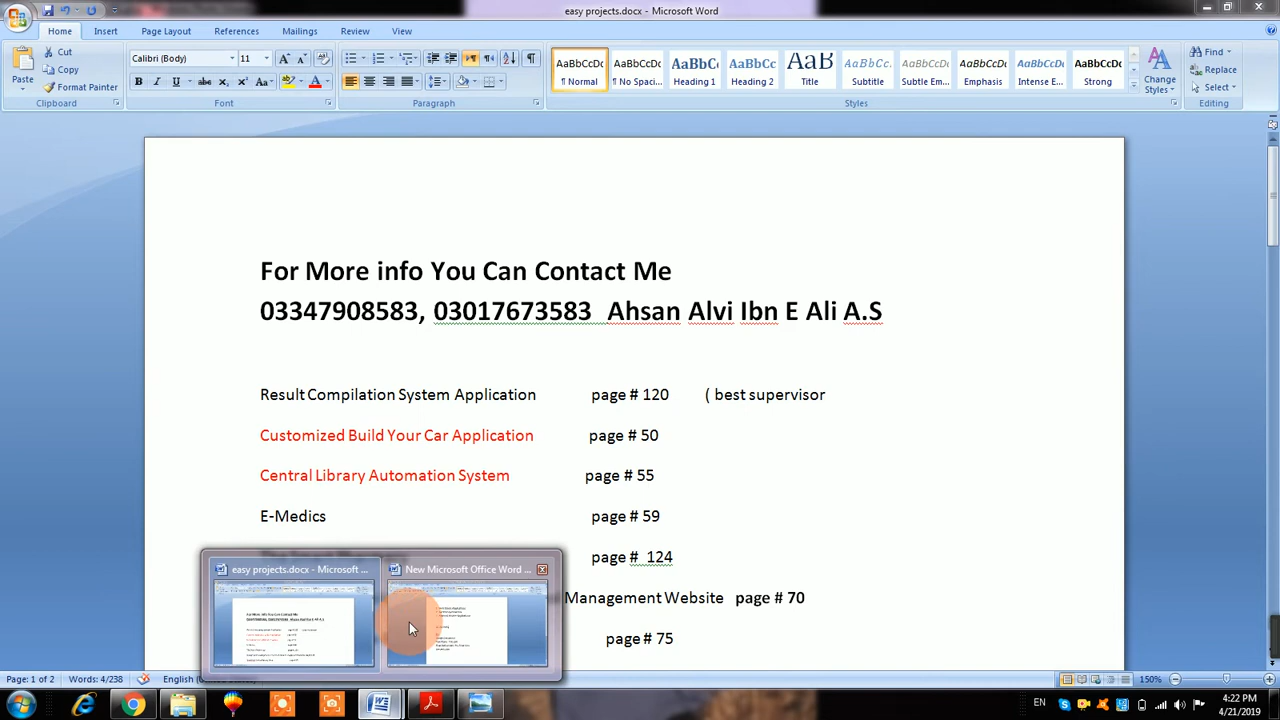 easy projects.docx - Microsoft Word
Home Insert Page Layout References Mailings Review View
Paste
Cut
Copy
Format Painter
Clipboard
Calibri (Body) 11
Font
Paragraph
AaBbCcDc AaBbCcDc AaBbC AaBbCc AaB AaBbCc. AaBbCcDc AaBbCcDc AaBbCcDc AaBbCcDc
¶ Normal ¶ No Spaci... Heading 1 Heading 2 Title Subtitle Subtle Em... Emphasis Intense E... Strong
Change Styles
Styles
Find
Replace
Select
Editing
For More info You Can Contact Me
03347908583, 03017673583 Ahsan Alvi Ibn E Ali A.S
Result Compilation System Application page # 120 ( best supervisor
Customized Build Your Car Application page # 50
Central Library Automation System page # 55
E-Medics page # 59
page # 124
Management Website page # 70
page # 75
easy projects.docx - Microsoft ...
New Microsoft Office Word ...
Page: 1 of 2 Words: 4/238
150%
EN
4:22 PM
4/21/2019